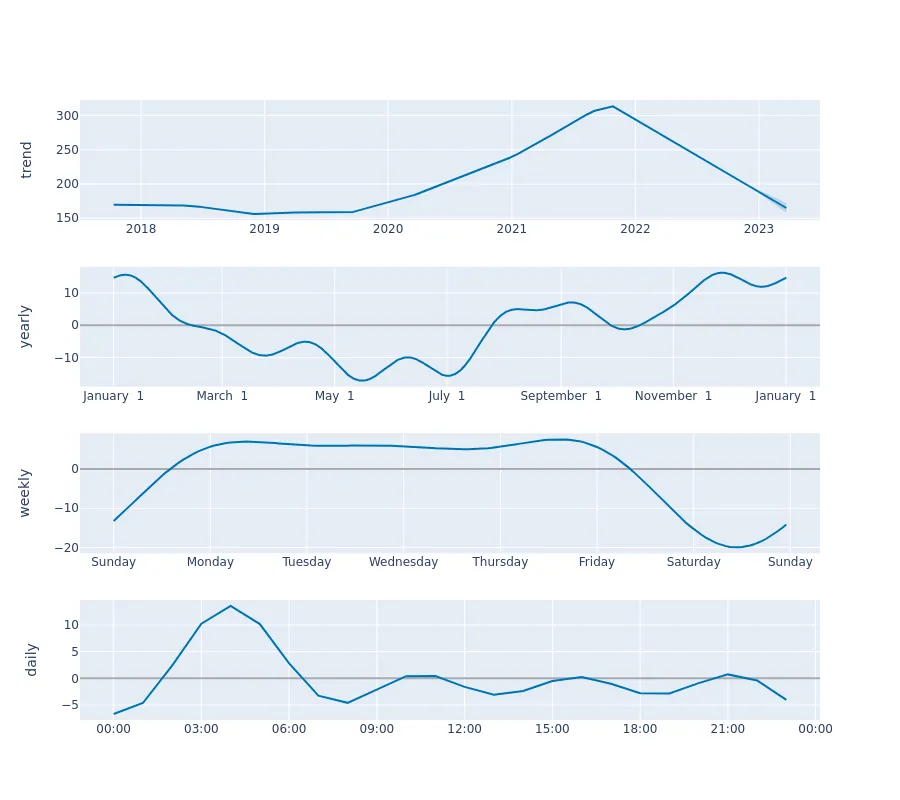 trend
300
250
200
150
2018 2019 2020 2021 2022 2023
yearly
10
0
−10
January 1 March 1 May 1 July 1 September 1 November 1 January 1
weekly
0
−10
−20
Sunday Monday Tuesday Wednesday Thursday Friday Saturday Sunday
daily
10
5
0
−5
00:00 03:00 06:00 09:00 12:00 15:00 18:00 21:00 00:00